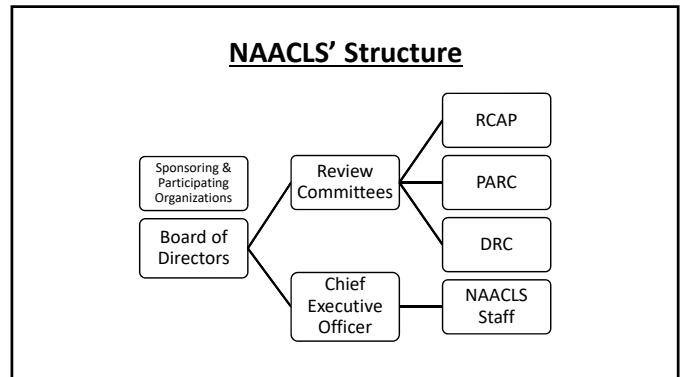 NAACLS’ Structure
Sponsoring &
Participating
Organizations
Board of
Directors
Review
Committees
Chief
Executive
Officer
RCAP
PARC
DRC
NAACLS
Staff